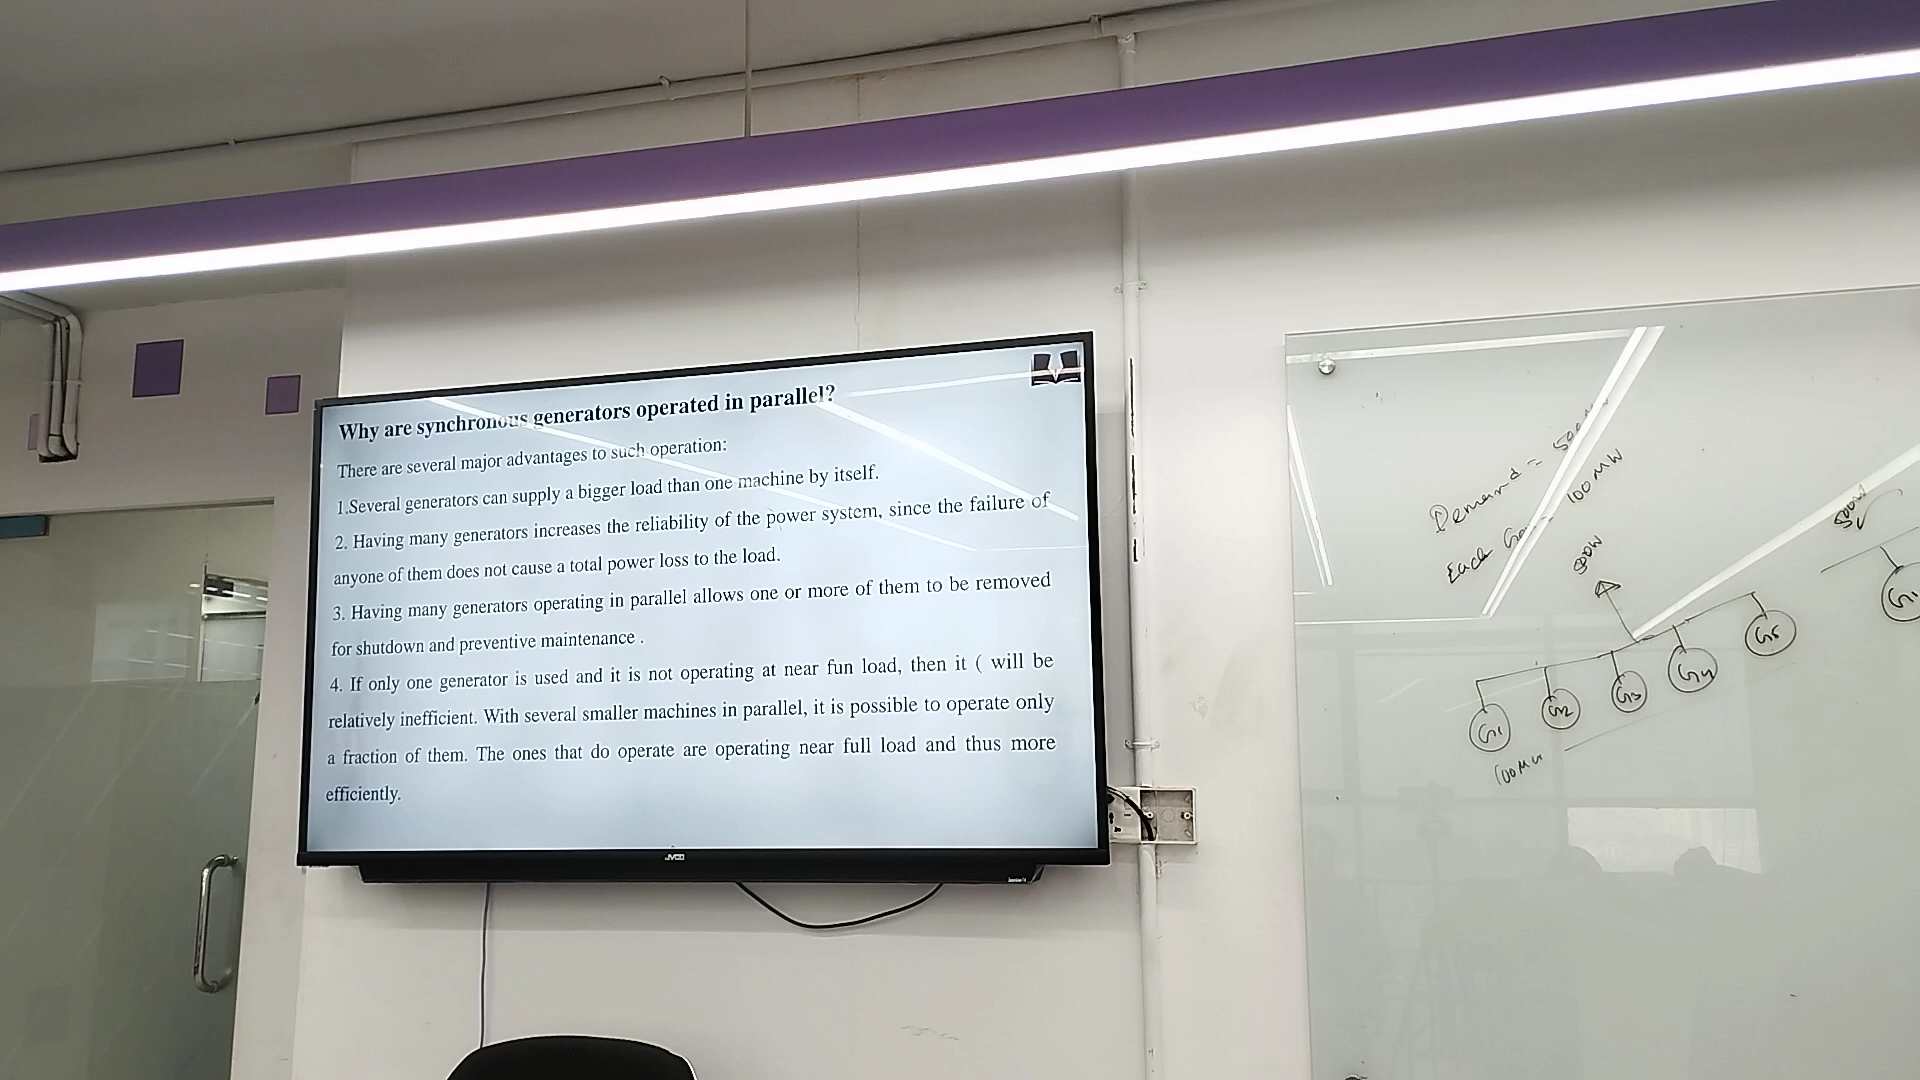 Why are synchronous generators operated in parallel?
There are several major advantages to such operation:
1.Several generators can supply a bigger load than one machine by itself.
2. Having many generators increases the reliability of the power system, since the failure of
anyone of them does not cause a total power loss to the load.
3. Having many generators operating in parallel allows one or more of them to be removed
for shutdown and preventive maintenance .
4. If only one generator is used and it is not operating at near fun load, then it ( will be
relatively inefficient. With several smaller machines in parallel, it is possible to operate only
a fraction of them. The ones that do operate are operating near full load and thus more
efficiently.
JVCO
Demand = 500
Each 100 MW
500W
G1 G2 G3 G4 G5
100MW
500W
G1